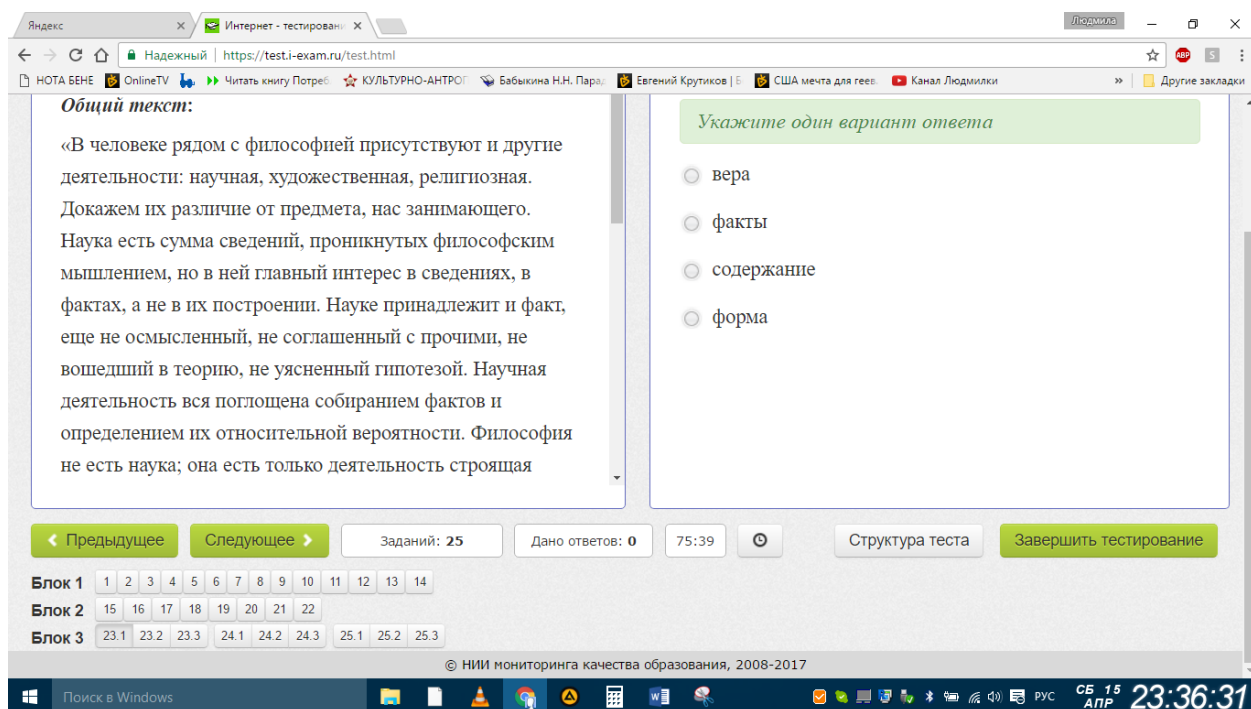 Яндекс
Интернет - тестировани
Людмила
Надежный | https://test.i-exam.ru/test.html
НОТА БЕНЕ OnlineTV Читать книгу Потреб КУЛЬТУРНО-АНТРОГ Бабыкина Н.Н. Парад Евгений Крутиков | Б США мечта для геев. Канал Людмилки » Другие закладки
Общий текст:
«В человеке рядом с философией присутствуют и другие
деятельности: научная, художественная, религиозная.
Докажем их различие от предмета, нас занимающего.
Наука есть сумма сведений, проникнутых философским
мышлением, но в ней главный интерес в сведениях, в
фактах, а не в их построении. Науке принадлежит и факт,
еще не осмысленный, не соглашенный с прочими, не
вошедший в теорию, не уясненный гипотезой. Научная
деятельность вся поглощена собиранием фактов и
определением их относительной вероятности. Философия
не есть наука; она есть только деятельность строящая
Укажите один вариант ответа
вера
факты
содержание
форма
Предыдущее Следующее Заданий: 25 Дано ответов: 0 75:39 Структура теста Завершить тестирование
Блок 1 1 2 3 4 5 6 7 8 9 10 11 12 13 14
Блок 2 15 16 17 18 19 20 21 22
Блок 3 23.1 23.2 23.3 24.1 24.2 24.3 25.1 25.2 25.3
© НИИ мониторинга качества образования, 2008-2017
Поиск в Windows
РУС
СБ 15
АПР
23:36:31